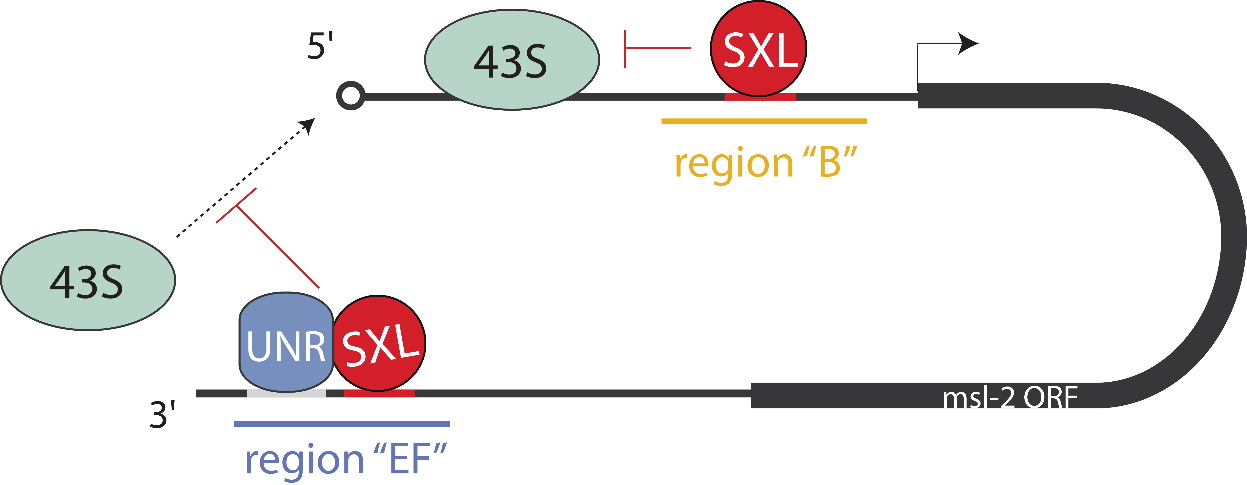 5'
43S
SXL
region “B”
43S
UNR
SXL
msl-2 ORF
3'
region “EF”